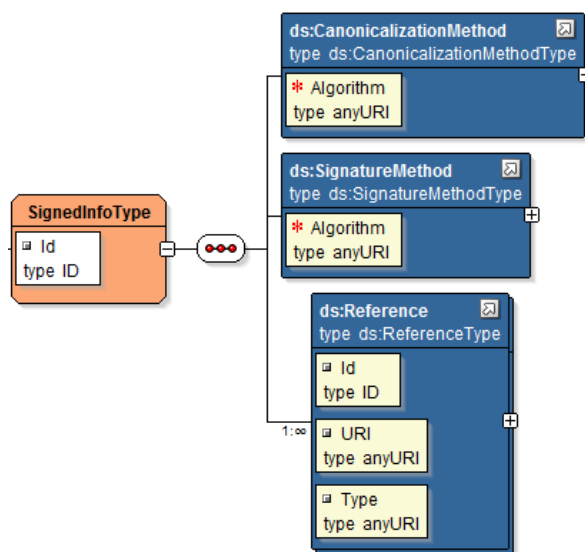 ds:CanonicalizationMethod
type ds:CanonicalizationMethodType
* Algorithm
type anyURI
ds:SignatureMethod
type ds:SignatureMethodType
* Algorithm
type anyURI
SignedInfoType
Id
type ID
ds:Reference
type ds:ReferenceType
Id
type ID
1:∞
URI
type anyURI
Type
type anyURI